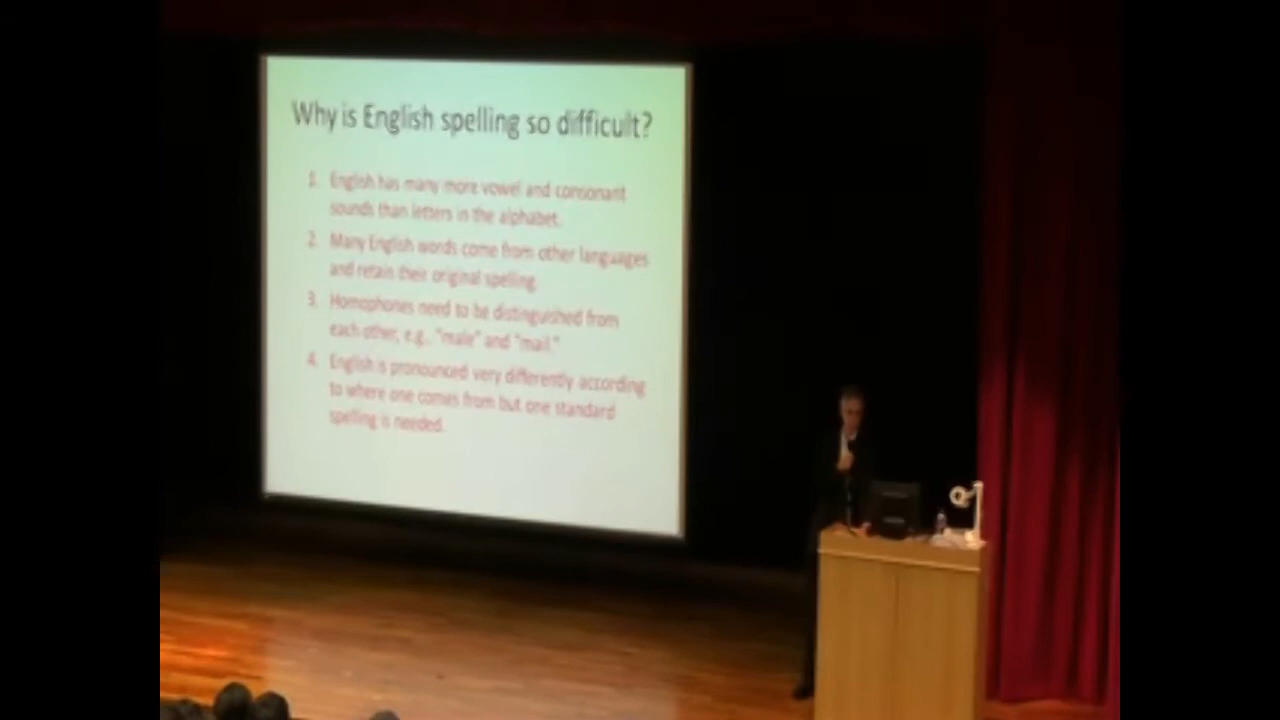 Why is English spelling so difficult?
1. English has many more vowel and consonant
sounds than letters in the alphabet.
2. Many English words come from other languages
and retain their original spelling.
3. Homophones need to be distinguished from
each other, e.g., "male" and "mail."
4. English is pronounced very differently according
to where one comes from but one standard
spelling is needed.